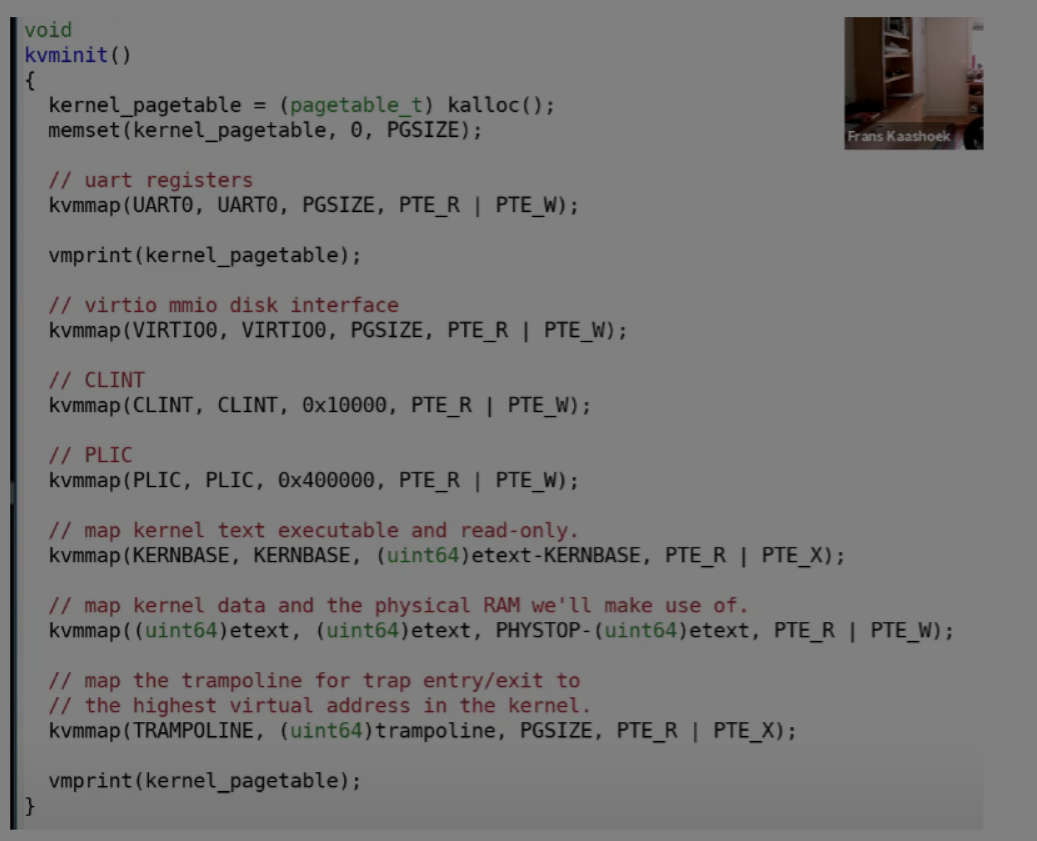 void
kvminit()
{
  kernel_pagetable = (pagetable_t) kalloc();
  memset(kernel_pagetable, 0, PGSIZE);

  // uart registers
  kvmmap(UART0, UART0, PGSIZE, PTE_R | PTE_W);

  vmprint(kernel_pagetable);

  // virtio mmio disk interface
  kvmmap(VIRTIO0, VIRTIO0, PGSIZE, PTE_R | PTE_W);

  // CLINT
  kvmmap(CLINT, CLINT, 0x10000, PTE_R | PTE_W);

  // PLIC
  kvmmap(PLIC, PLIC, 0x400000, PTE_R | PTE_W);

  // map kernel text executable and read-only.
  kvmmap(KERNBASE, KERNBASE, (uint64)etext-KERNBASE, PTE_R | PTE_X);

  // map kernel data and the physical RAM we'll make use of.
  kvmmap((uint64)etext, (uint64)etext, PHYSTOP-(uint64)etext, PTE_R | PTE_W);

  // map the trampoline for trap entry/exit to
  // the highest virtual address in the kernel.
  kvmmap(TRAMPOLINE, (uint64)trampoline, PGSIZE, PTE_R | PTE_X);

  vmprint(kernel_pagetable);
}
Frans Kaashoek